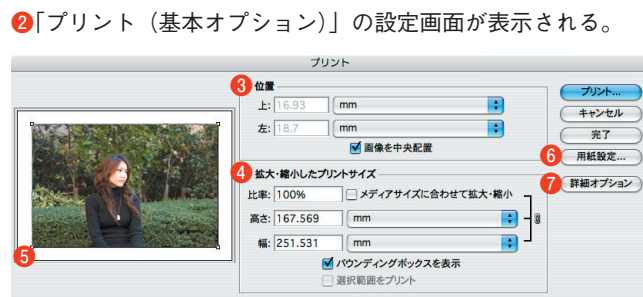 ❷「プリント（基本オプション）」の設定画面が表示される。
プリント
❸ 位置
上: 16.93 mm
左: 18.7 mm
画像を中央配置
❹ 拡大・縮小したプリントサイズ
比率: 100% メディアサイズに合わせて拡大・縮小
高さ: 167.569 mm
幅: 251.531 mm
バウンディングボックスを表示
選択範囲をプリント
❺
プリント...
キャンセル
完了
❻ 用紙設定...
❼ 詳細オプション